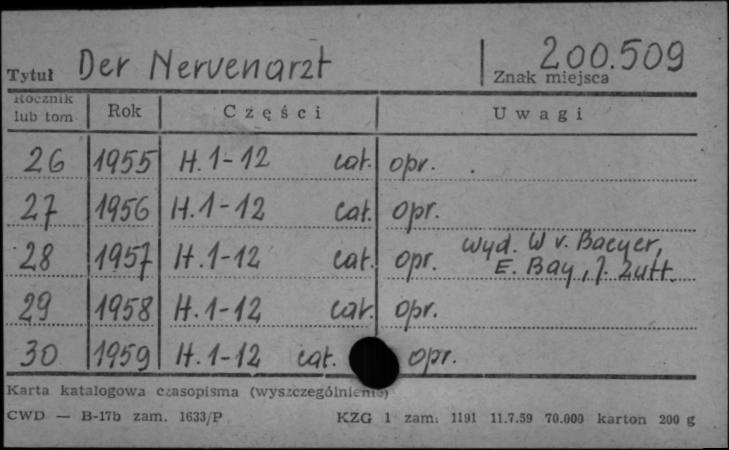 Tytuł Der Nervenarzt 200.509
Znak miejsca
Rocznik lub tom Rok Części Uwagi
26 1955 H. 1-12 cat. opr.
27 1956 H. 1-12 cat. opr.
28 1957 H. 1-12 cat. opr. wyd. W v. Baeyer,
E. Bay, J. Zutt.
29 1958 H. 1-12 cat. opr.
30 1959 H. 1-12 cat. opr.
Karta katalogowa czasopisma (wyszczególnienie)
CWD — B-17b zam. 1633/P KZG 1 zam. 1191 11.7.59 70.000 karton 200 g